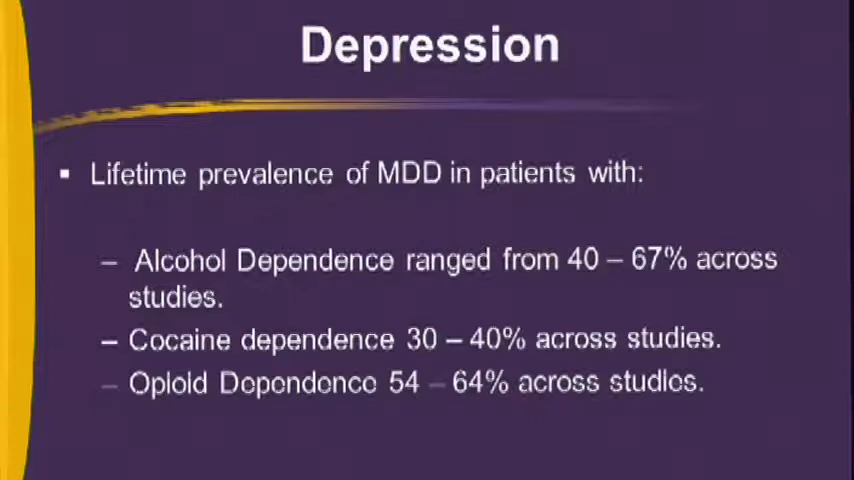 Depression
▪ Lifetime prevalence of MDD in patients with:
– Alcohol Dependence ranged from 40 – 67% across
studies.
– Cocaine dependence 30 – 40% across studies.
– Opioid Dependence 54 – 64% across studies.